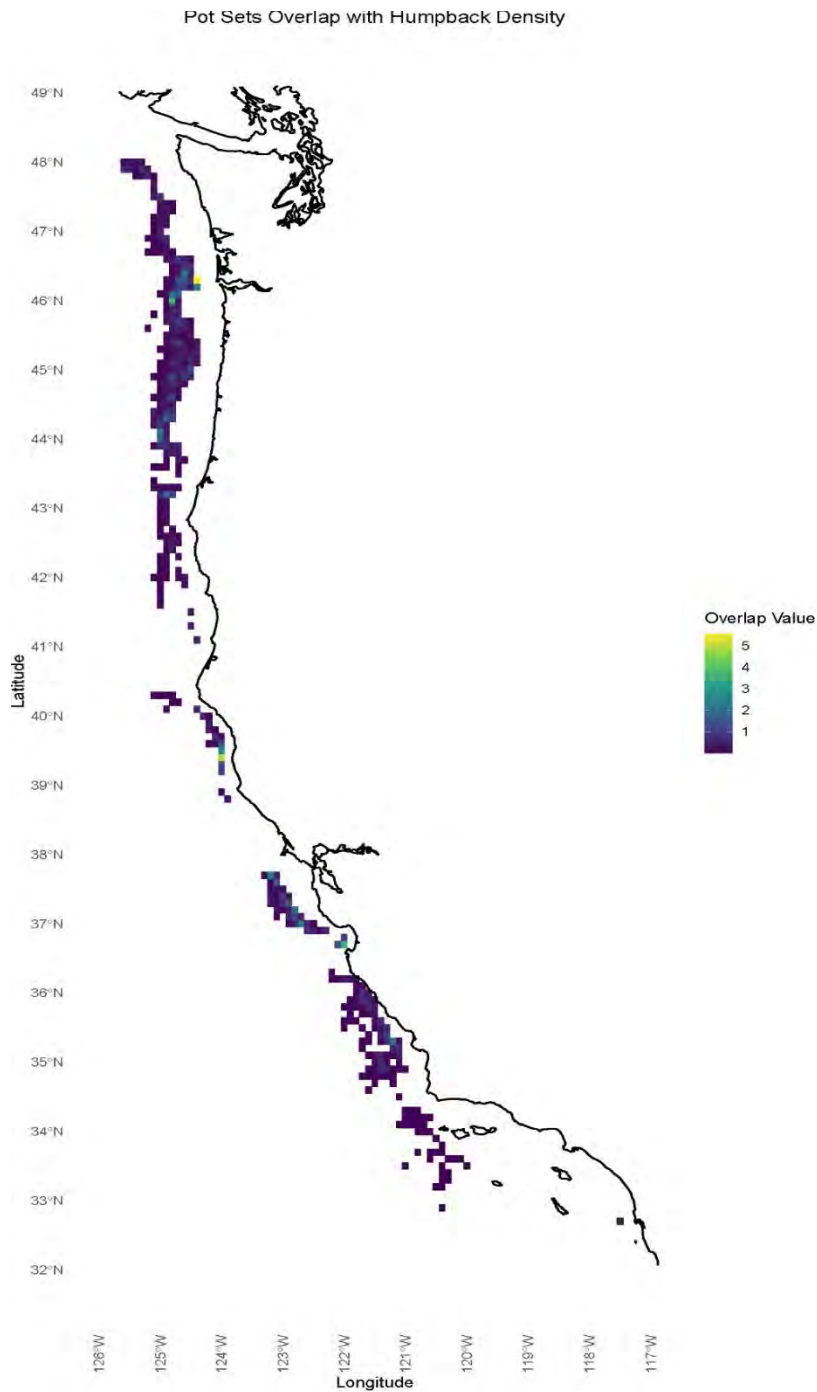 Pot Sets Overlap with Humpback Density
49°N
48°N
47°N
46°N
45°N
44°N
43°N
42°N
41°N
40°N
39°N
38°N
37°N
36°N
35°N
34°N
33°N
32°N
Latitude
126°W
125°W
124°W
123°W
122°W
121°W
120°W
119°W
118°W
117°W
Longitude
Overlap Value
5
4
3
2
1